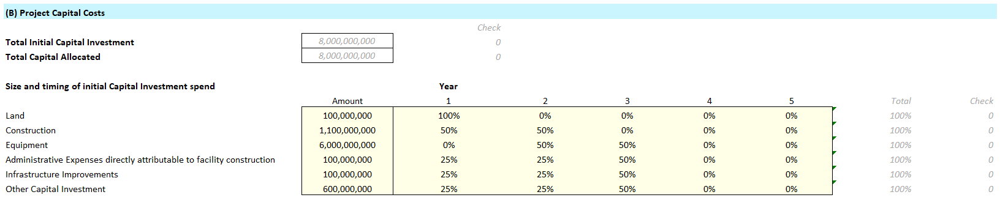 (B) Project Capital Costs
Check
Total Initial Capital Investment 8,000,000,000 0
Total Capital Allocated 8,000,000,000 0
Size and timing of initial Capital Investment spend Year
Amount 1 2 3 4 5 Total Check
Land 100,000,000 100% 0% 0% 0% 0% 100% 0
Construction 1,100,000,000 50% 50% 0% 0% 0% 100% 0
Equipment 6,000,000,000 0% 50% 50% 0% 0% 100% 0
Administrative Expenses directly attributable to facility construction 100,000,000 25% 25% 50% 0% 0% 100% 0
Infrastructure Improvements 100,000,000 25% 25% 50% 0% 0% 100% 0
Other Capital Investment 600,000,000 25% 25% 50% 0% 0% 100% 0